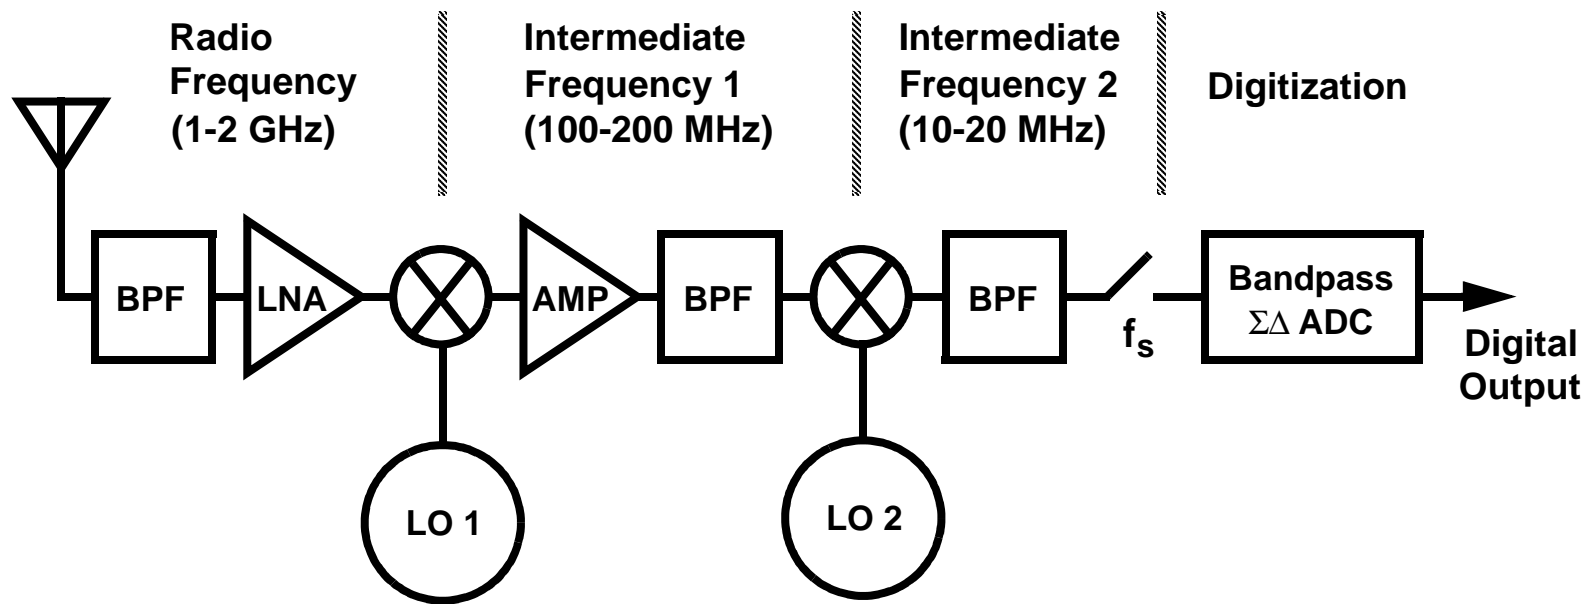 Radio
Frequency
(1-2 GHz)
Intermediate
Frequency 1
(100-200 MHz)
Intermediate
Frequency 2
(10-20 MHz)
Digitization
BPF
LNA
AMP
BPF
BPF
fs
Bandpass
ΣΔ ADC
Digital
Output
LO 1
LO 2